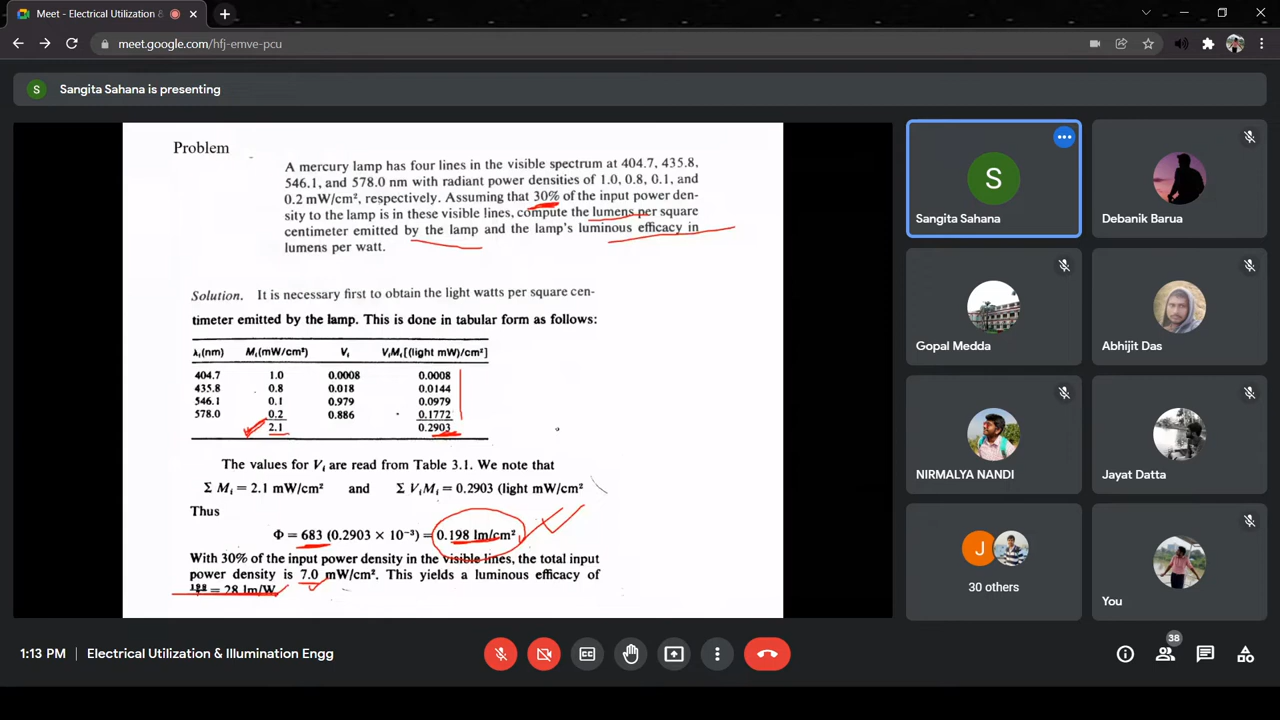 Meet - Electrical Utilization &
meet.google.com/hfj-emve-pcu
S Sangita Sahana is presenting
Problem
A mercury lamp has four lines in the visible spectrum at 404.7, 435.8,
546.1, and 578.0 nm with radiant power densities of 1.0, 0.8, 0.1, and
0.2 mW/cm², respectively. Assuming that 30% of the input power den-
sity to the lamp is in these visible lines, compute the lumens per square
centimeter emitted by the lamp and the lamp's luminous efficacy in
lumens per watt.
Solution. It is necessary first to obtain the light watts per square cen-
timeter emitted by the lamp. This is done in tabular form as follows:
λᵢ(nm) Mᵢ(mW/cm²) Vᵢ VᵢMᵢ[(light mW)/cm²]
404.7 1.0 0.0008 0.0008
435.8 0.8 0.018 0.0144
546.1 0.1 0.979 0.0979
578.0 0.2 0.886 0.1772
2.1 0.2903
The values for Vᵢ are read from Table 3.1. We note that
Σ Mᵢ = 2.1 mW/cm² and Σ VᵢMᵢ = 0.2903 (light mW/cm²
Thus
Φ = 683 (0.2903 × 10⁻³) = 0.198 lm/cm²
With 30% of the input power density in the visible lines, the total input
power density is 7.0 mW/cm². This yields a luminous efficacy of
= 28 lm/W
S
Sangita Sahana
Debanik Barua
Gopal Medda
Abhijit Das
NIRMALYA NANDI
Jayat Datta
J
30 others
You
1:13 PM Electrical Utilization & Illumination Engg
38